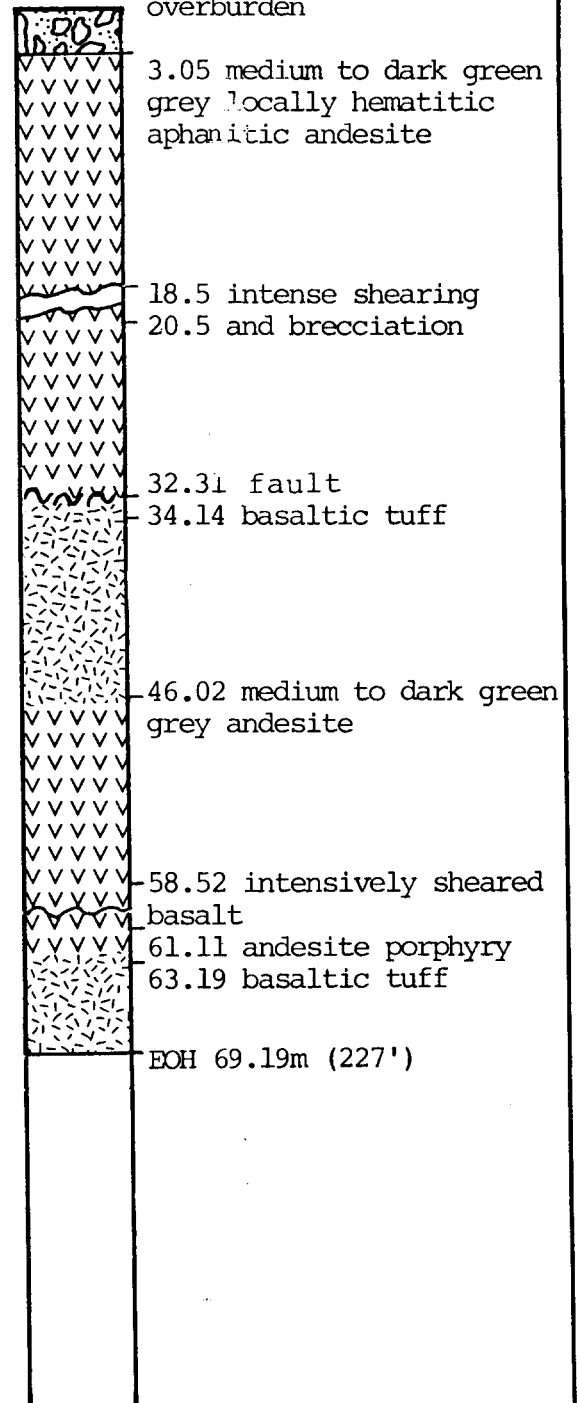 overburden
3.05 medium to dark green
grey locally hematitic
aphanitic andesite
18.5 intense shearing
20.5 and brecciation
32.31 fault
34.14 basaltic tuff
46.02 medium to dark green
grey andesite
58.52 intensively sheared
basalt
61.11 andesite porphyry
63.19 basaltic tuff
EOH 69.19m (227')